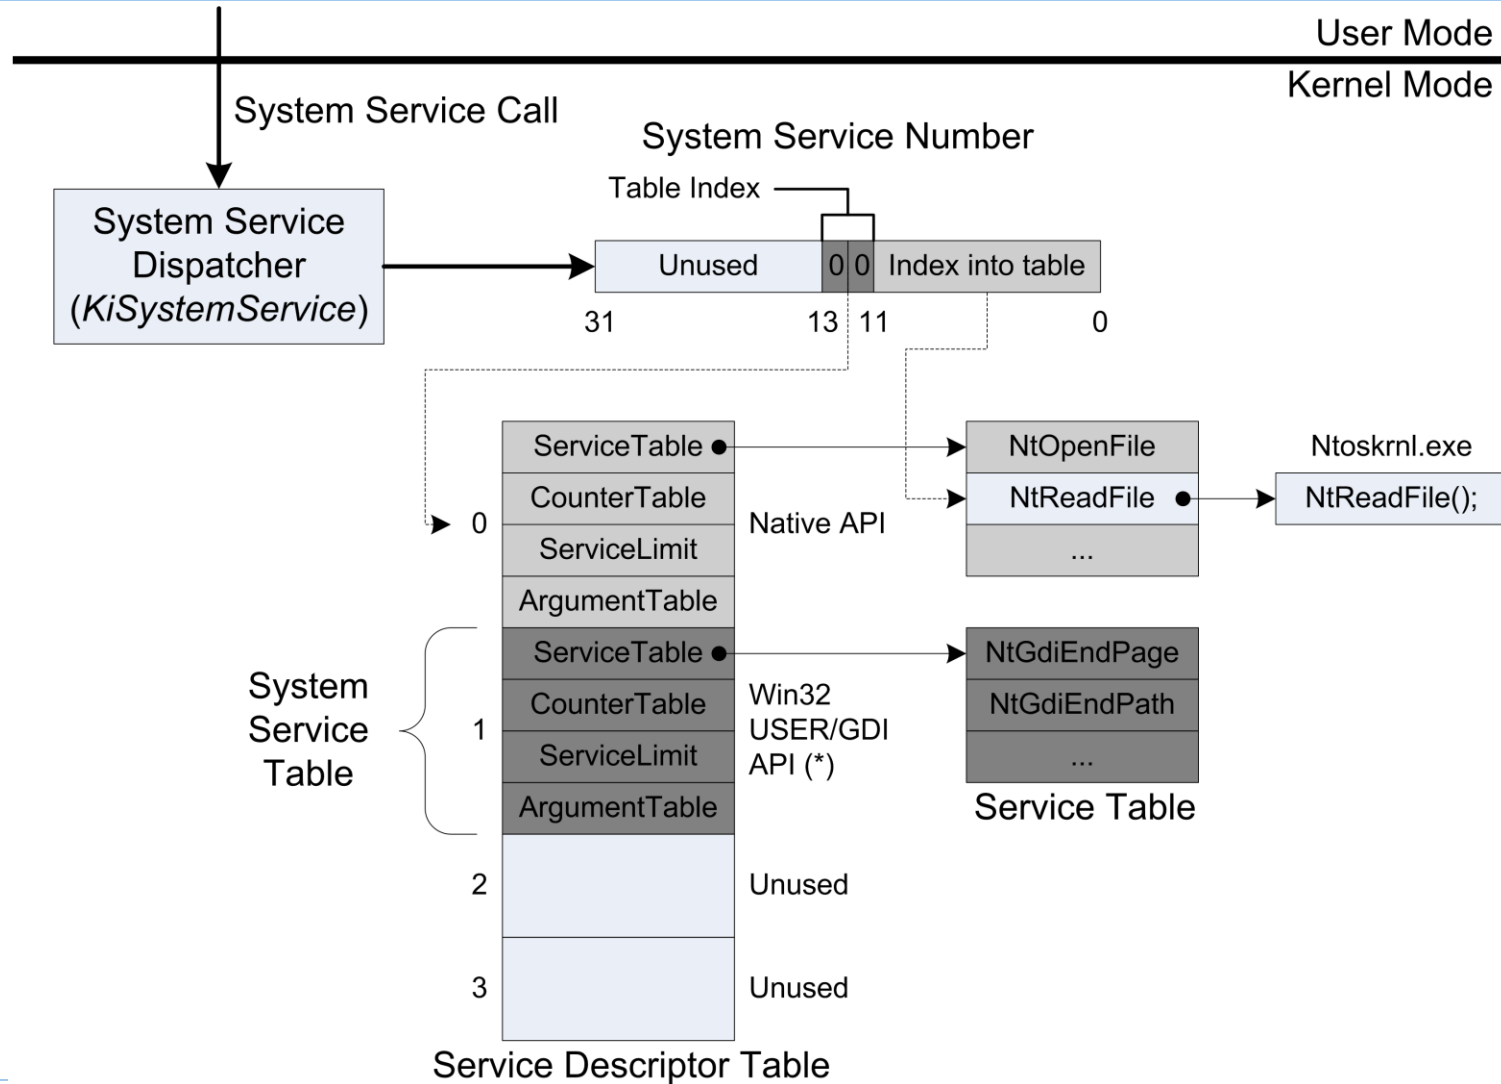 User Mode
Kernel Mode
System Service Call
System Service Number
Table Index
System Service
Dispatcher
(KiSystemService)
Unused
0
0
Index into table
31
13
11
0
ServiceTable
CounterTable
ServiceLimit
ArgumentTable
0
Native API
NtOpenFile
NtReadFile
...
Ntoskrnl.exe
NtReadFile();
System
Service
Table
1
ServiceTable
CounterTable
ServiceLimit
ArgumentTable
Win32
USER/GDI
API (*)
NtGdiEndPage
NtGdiEndPath
...
Service Table
2
Unused
3
Unused
Service Descriptor Table